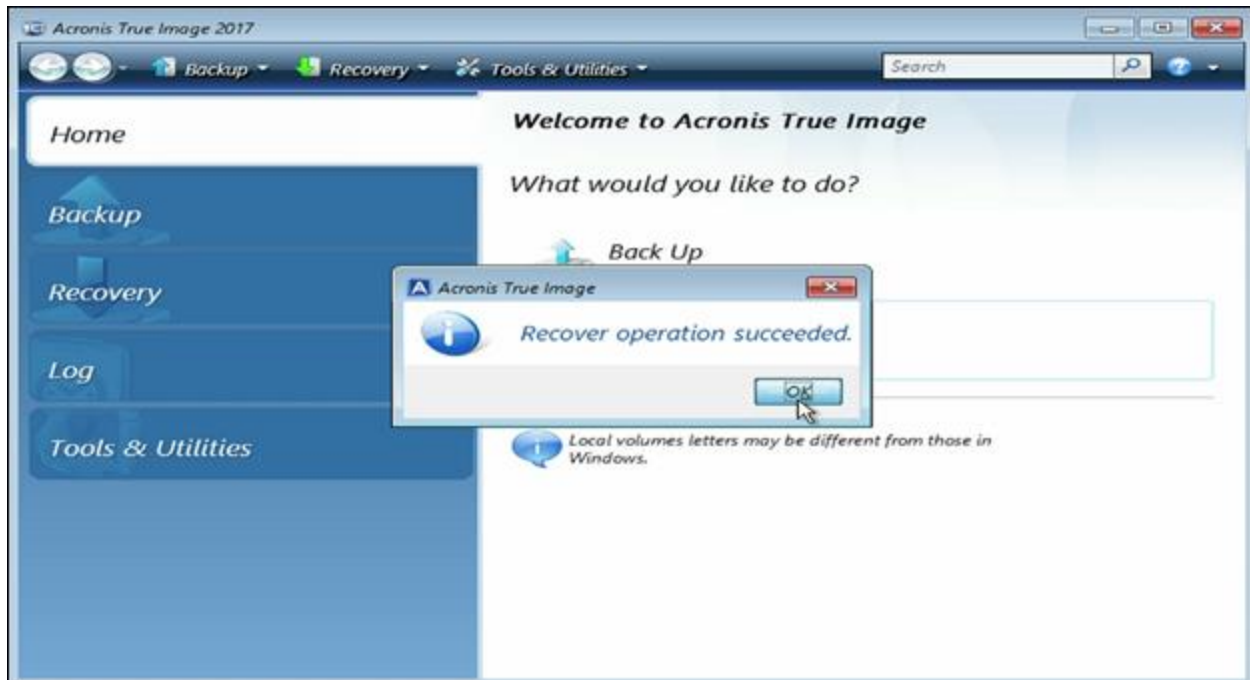 Acronis True Image 2017
Backup
Recovery
Tools & Utilities
Search
Home
Backup
Recovery
Log
Tools & Utilities
Welcome to Acronis True Image
What would you like to do?
Back Up
Acronis True Image
Recover operation succeeded.
OK
Local volumes letters may be different from those in
Windows.